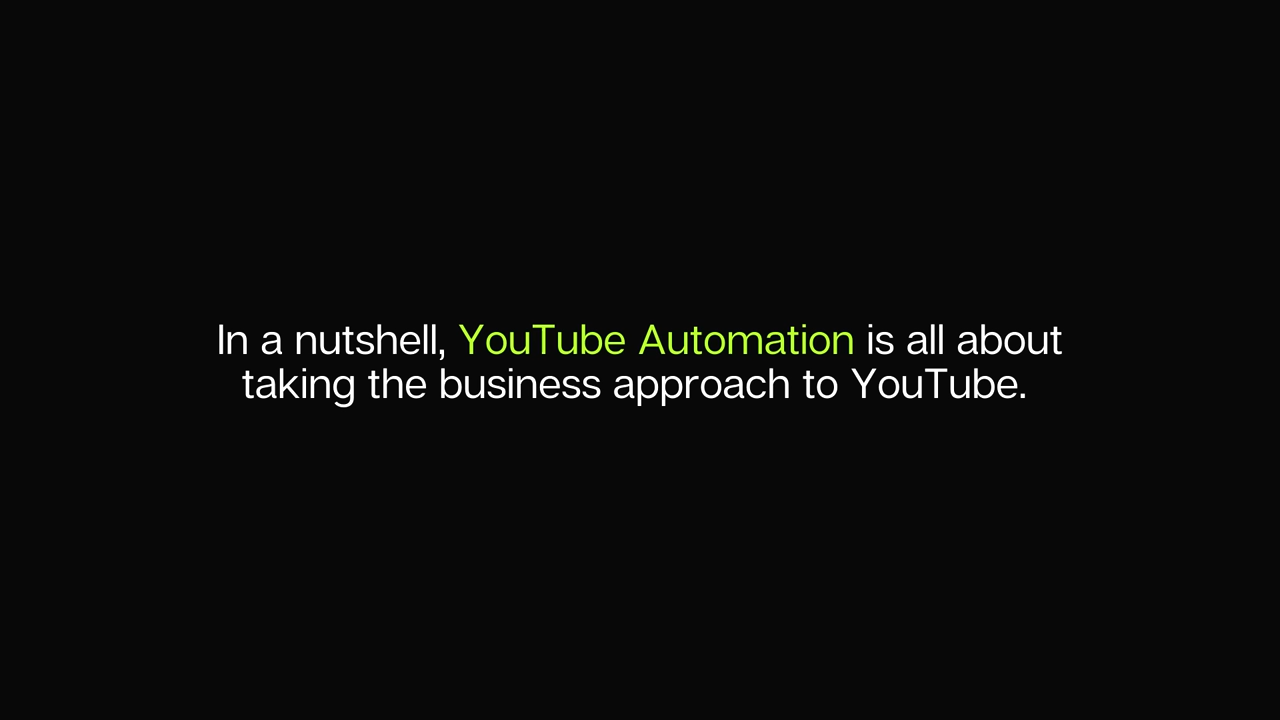 In a nutshell, YouTube Automation is all about
taking the business approach to YouTube.